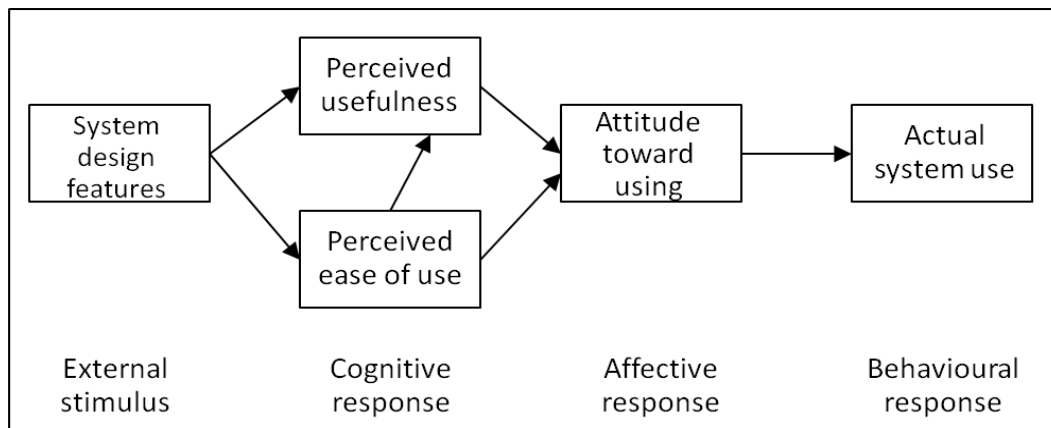 System
design
features
Perceived
usefulness
Perceived
ease of use
Attitude
toward
using
Actual
system use
External
stimulus
Cognitive
response
Affective
response
Behavioural
response